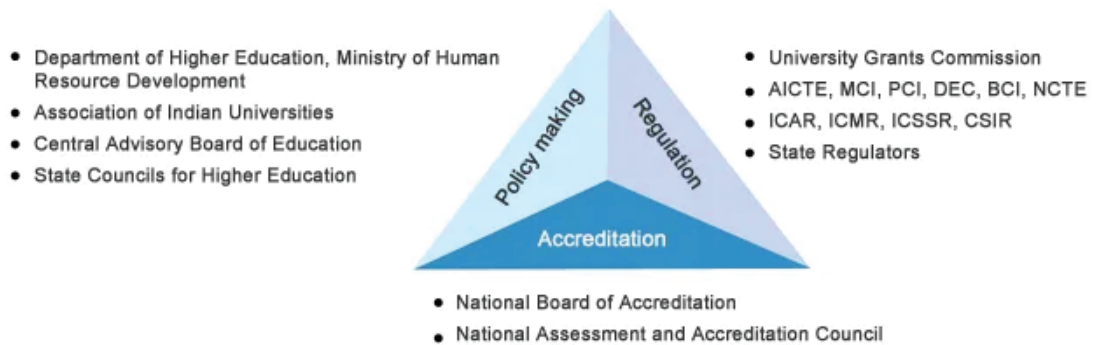 • Department of Higher Education, Ministry of Human
Resource Development
• Association of Indian Universities
• Central Advisory Board of Education
• State Councils for Higher Education
Policy making
Regulation
Accreditation
• University Grants Commission
• AICTE, MCI, PCI, DEC, BCI, NCTE
• ICAR, ICMR, ICSSR, CSIR
• State Regulators
• National Board of Accreditation
• National Assessment and Accreditation Council